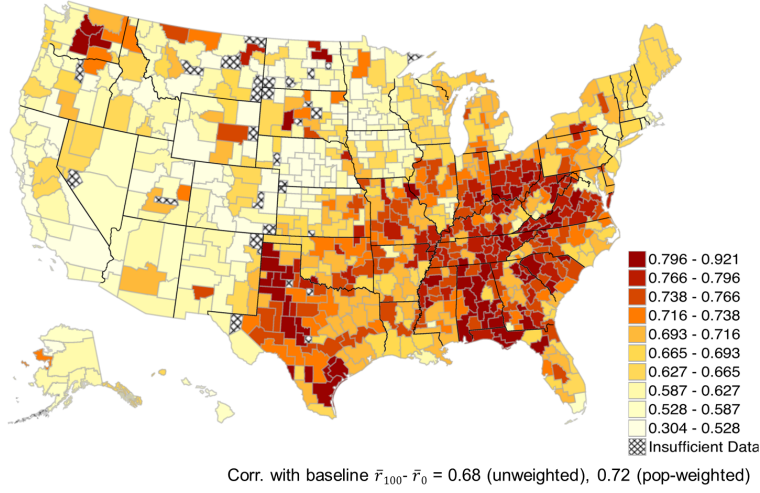 0.796 - 0.921
0.766 - 0.796
0.738 - 0.766
0.716 - 0.738
0.693 - 0.716
0.665 - 0.693
0.627 - 0.665
0.587 - 0.627
0.528 - 0.587
0.304 - 0.528
Insufficient Data
Corr. with baseline r̄₁₀₀- r̄₀ = 0.68 (unweighted), 0.72 (pop-weighted)